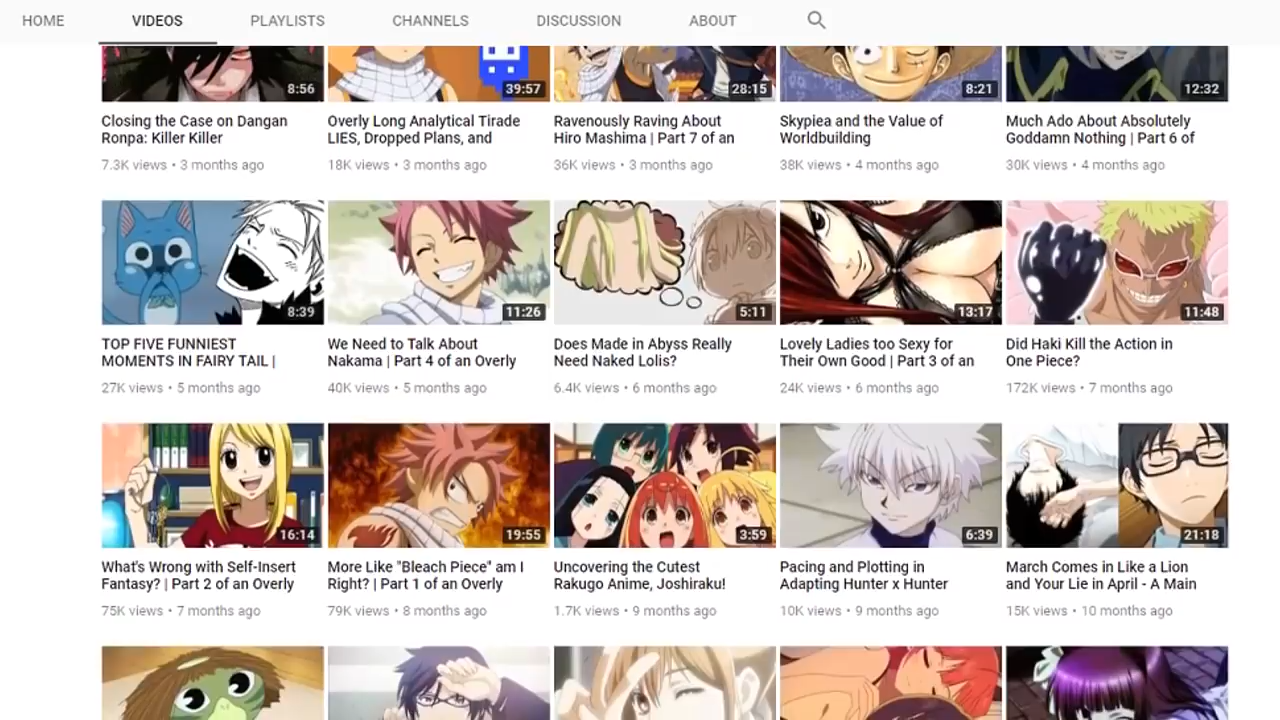 HOME VIDEOS PLAYLISTS CHANNELS DISCUSSION ABOUT
8:56 39:57 28:15 8:21 12:32
Closing the Case on Dangan
Ronpa: Killer Killer
7.3K views • 3 months ago
Overly Long Analytical Tirade
LIES, Dropped Plans, and
18K views • 3 months ago
Ravenously Raving About
Hiro Mashima | Part 7 of an
36K views • 3 months ago
Skypiea and the Value of
Worldbuilding
38K views • 4 months ago
Much Ado About Absolutely
Goddamn Nothing | Part 6 of
30K views • 4 months ago
8:39 11:26 5:11 13:17 11:48
TOP FIVE FUNNIEST
MOMENTS IN FAIRY TAIL |
27K views • 5 months ago
We Need to Talk About
Nakama | Part 4 of an Overly
40K views • 5 months ago
Does Made in Abyss Really
Need Naked Lolis?
6.4K views • 6 months ago
Lovely Ladies too Sexy for
Their Own Good | Part 3 of an
24K views • 6 months ago
Did Haki Kill the Action in
One Piece?
172K views • 7 months ago
16:14 19:55 3:59 6:39 21:18
What's Wrong with Self-Insert
Fantasy? | Part 2 of an Overly
75K views • 7 months ago
More Like "Bleach Piece" am I
Right? | Part 1 of an Overly
79K views • 8 months ago
Uncovering the Cutest
Rakugo Anime, Joshiraku!
1.7K views • 9 months ago
Pacing and Plotting in
Adapting Hunter x Hunter
10K views • 9 months ago
March Comes in Like a Lion
and Your Lie in April - A Main
15K views • 10 months ago